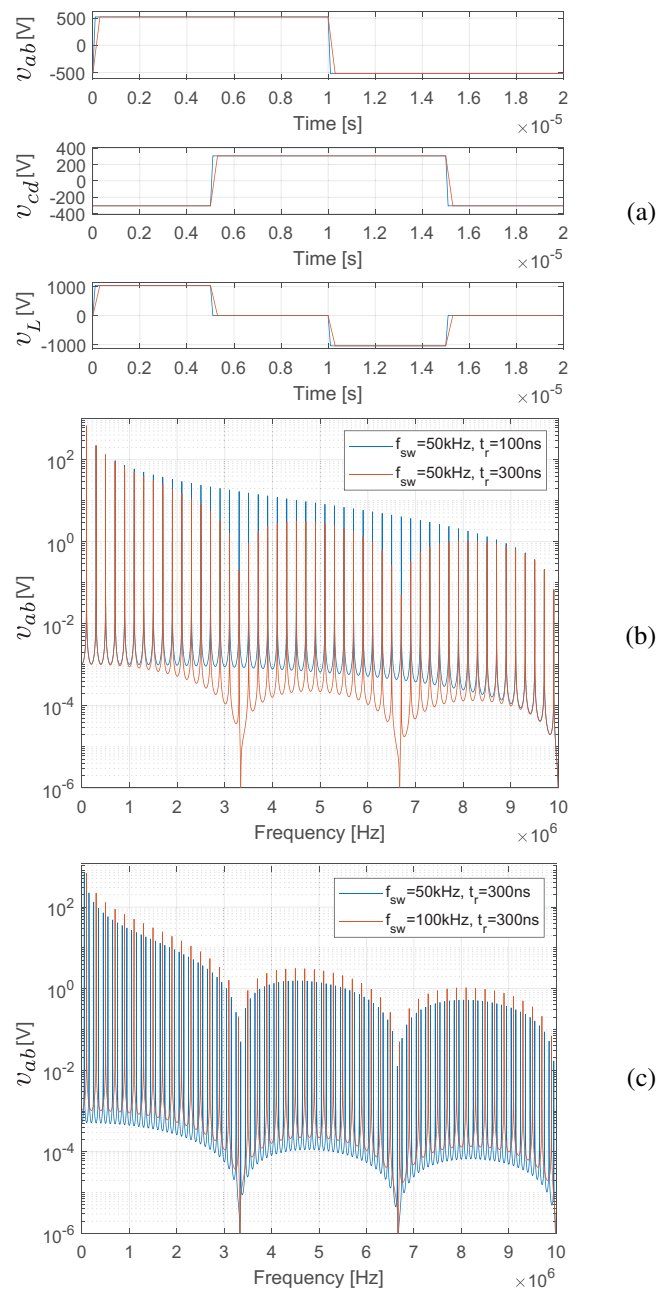 v_ab[V]
500
0
-500
0 0.2 0.4 0.6 0.8 1 1.2 1.4 1.6 1.8 2
Time [s]
×10^-5
v_cd[V]
400
200
0
-200
-400
0 0.2 0.4 0.6 0.8 1 1.2 1.4 1.6 1.8 2
Time [s]
×10^-5
(a)
v_L[V]
1000
0
-1000
0 0.2 0.4 0.6 0.8 1 1.2 1.4 1.6 1.8 2
Time [s]
×10^-5
f_sw=50kHz, t_r=100ns
f_sw=50kHz, t_r=300ns
v_ab[V]
10^2
10^0
10^-2
10^-4
10^-6
0 1 2 3 4 5 6 7 8 9 10
Frequency [Hz]
×10^6
(b)
f_sw=50kHz, t_r=300ns
f_sw=100kHz, t_r=300ns
v_ab[V]
10^2
10^0
10^-2
10^-4
10^-6
0 1 2 3 4 5 6 7 8 9 10
Frequency [Hz]
×10^6
(c)